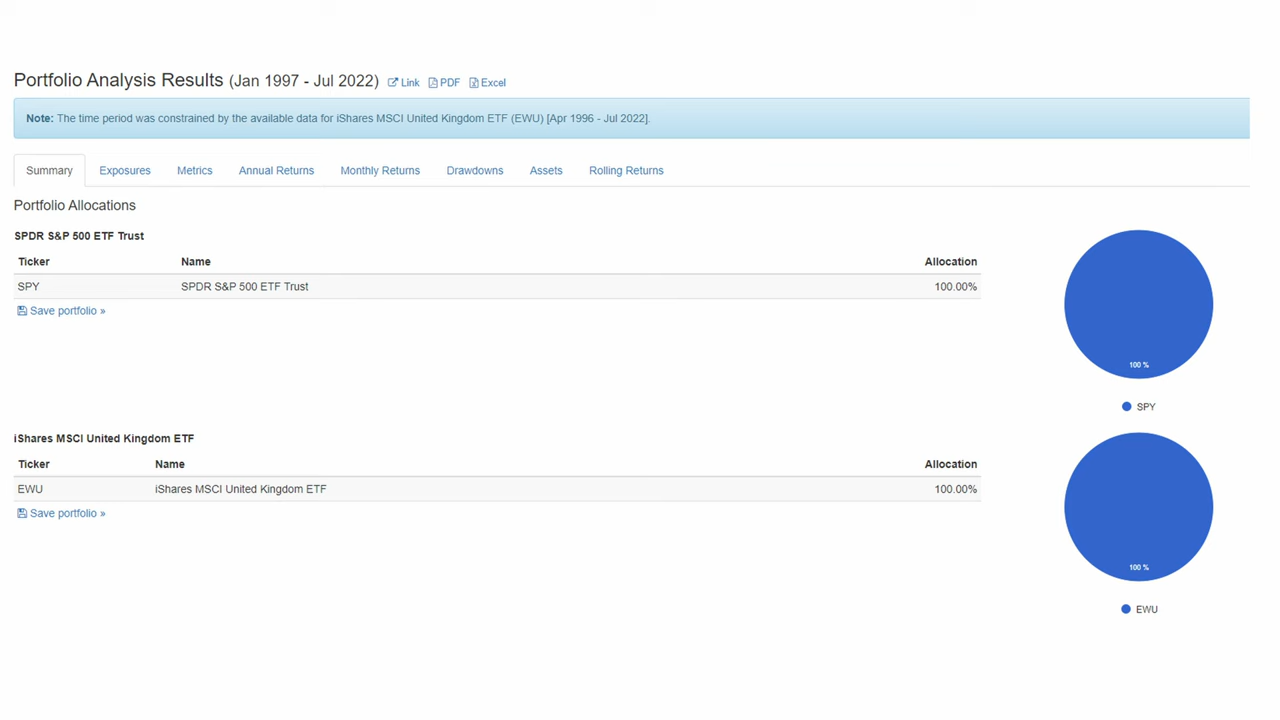 Portfolio Analysis Results (Jan 1997 - Jul 2022) Link PDF Excel
Note: The time period was constrained by the available data for iShares MSCI United Kingdom ETF (EWU) [Apr 1996 - Jul 2022].
Summary Exposures Metrics Annual Returns Monthly Returns Drawdowns Assets Rolling Returns
Portfolio Allocations
SPDR S&P 500 ETF Trust
Ticker Name Allocation
SPY SPDR S&P 500 ETF Trust 100.00%
Save portfolio »
100 %
SPY
iShares MSCI United Kingdom ETF
Ticker Name Allocation
EWU iShares MSCI United Kingdom ETF 100.00%
Save portfolio »
100 %
EWU